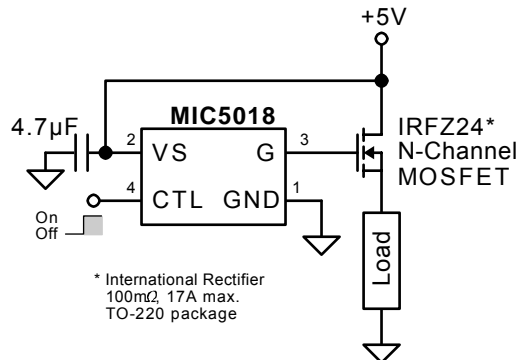 +5V
MIC5018
4.7µF
2
VS
G
3
4
CTL
GND
1
On
Off
IRFZ24*
N-Channel
MOSFET
Load
* International Rectifier
100mΩ, 17A max.
TO-220 package